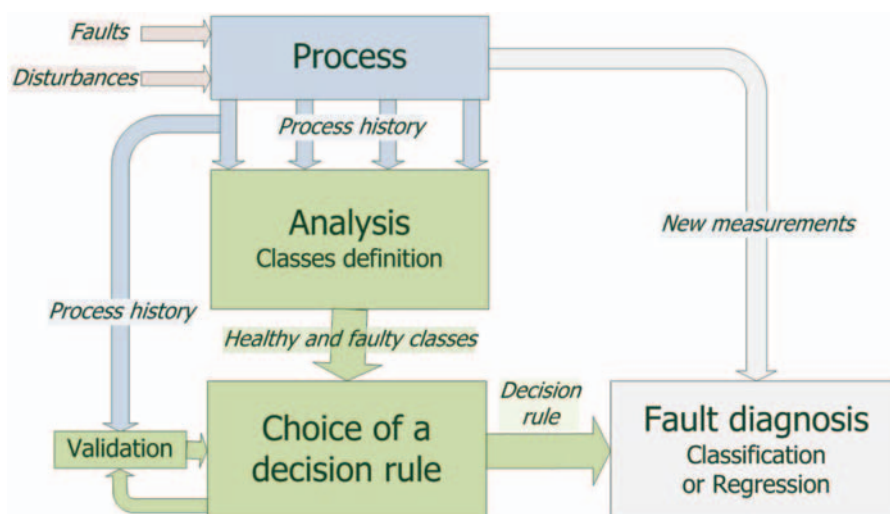 Faults
Process
Disturbances
Process history
Analysis
Classes definition
New measurements
Process history
Healthy and faulty classes
Decision
rule
Choice of a
decision rule
Validation
Fault diagnosis
Classification
or Regression